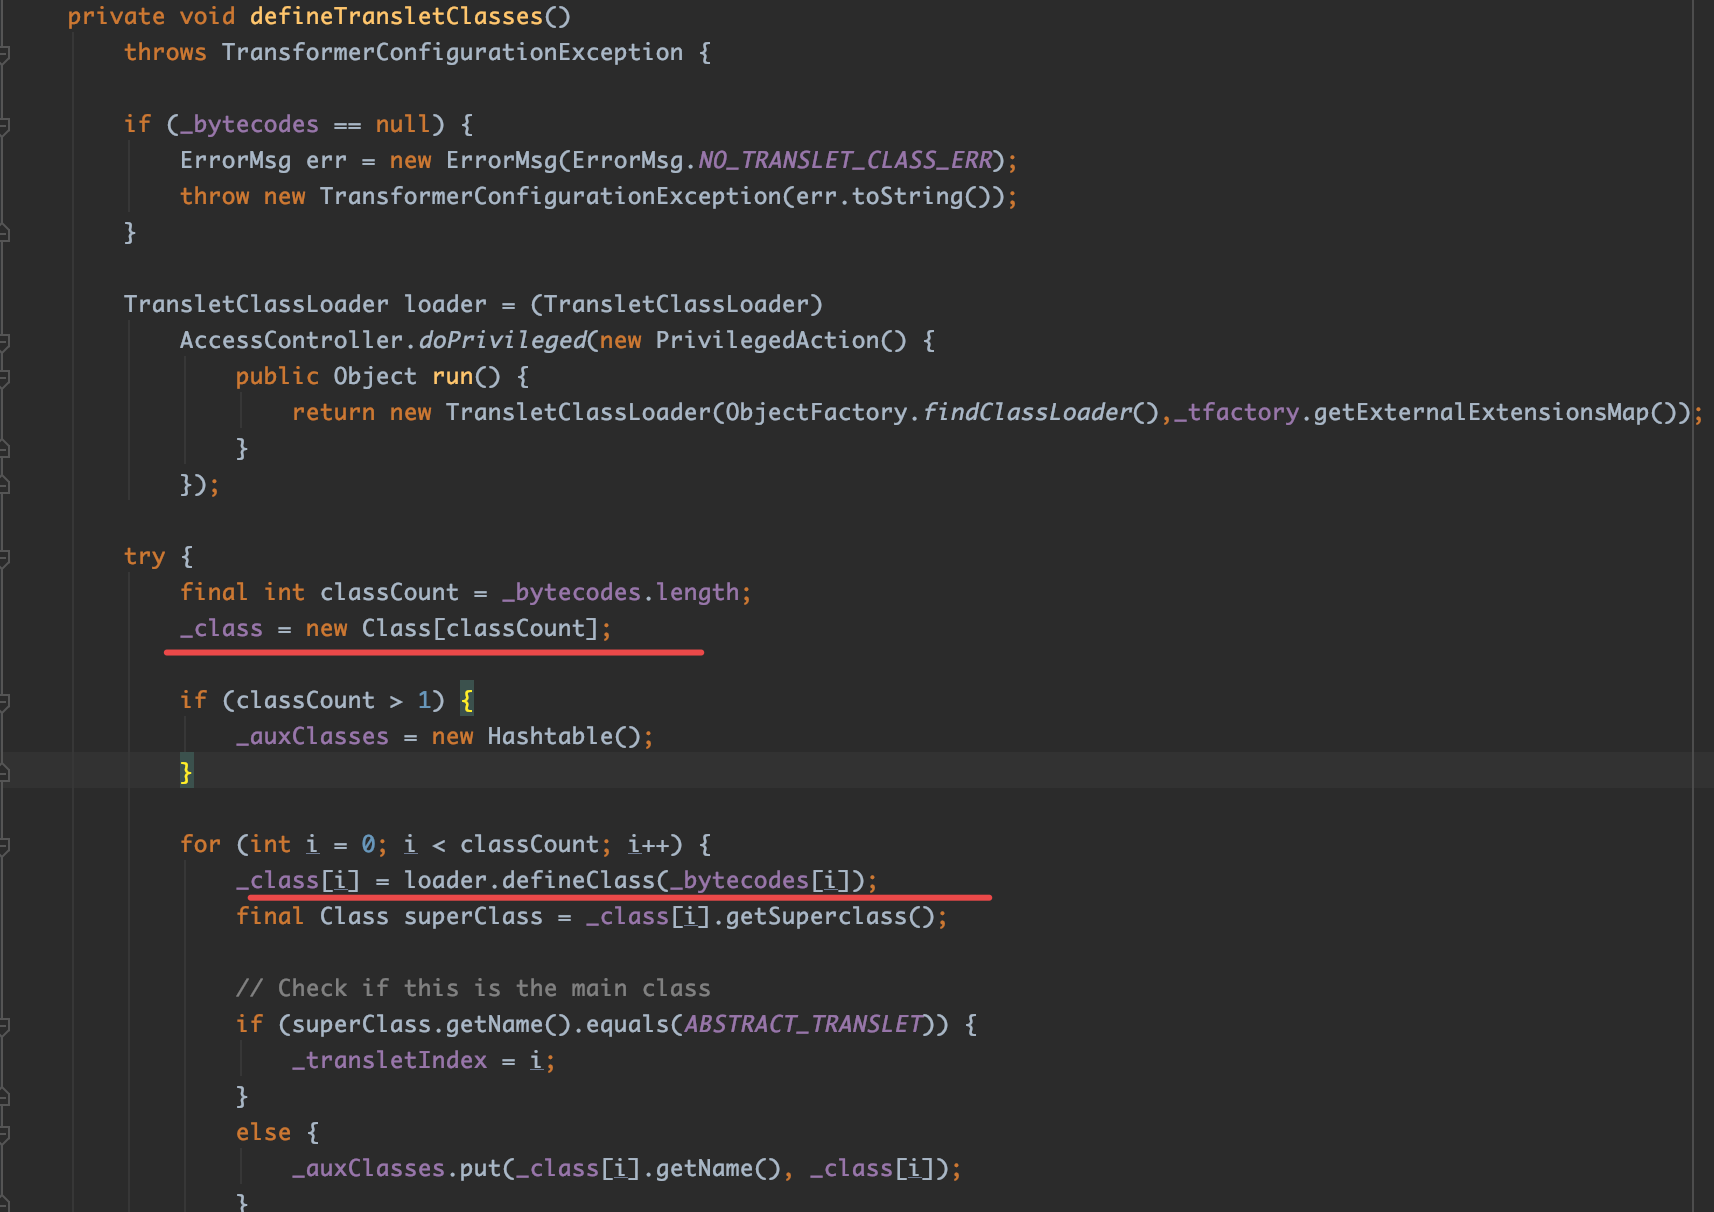 private void defineTransletClasses()
throws TransformerConfigurationException {
if (_bytecodes == null) {
ErrorMsg err = new ErrorMsg(ErrorMsg.NO_TRANSLET_CLASS_ERR);
throw new TransformerConfigurationException(err.toString());
}
TransletClassLoader loader = (TransletClassLoader)
AccessController.doPrivileged(new PrivilegedAction() {
public Object run() {
return new TransletClassLoader(ObjectFactory.findClassLoader(),_tfactory.getExternalExtensionsMap());
}
});
try {
final int classCount = _bytecodes.length;
_class = new Class[classCount];
if (classCount > 1) {
_auxClasses = new Hashtable();
}
for (int i = 0; i < classCount; i++) {
_class[i] = loader.defineClass(_bytecodes[i]);
final Class superClass = _class[i].getSuperclass();
// Check if this is the main class
if (superClass.getName().equals(ABSTRACT_TRANSLET)) {
_transletIndex = i;
}
else {
_auxClasses.put(_class[i].getName(), _class[i]);
}